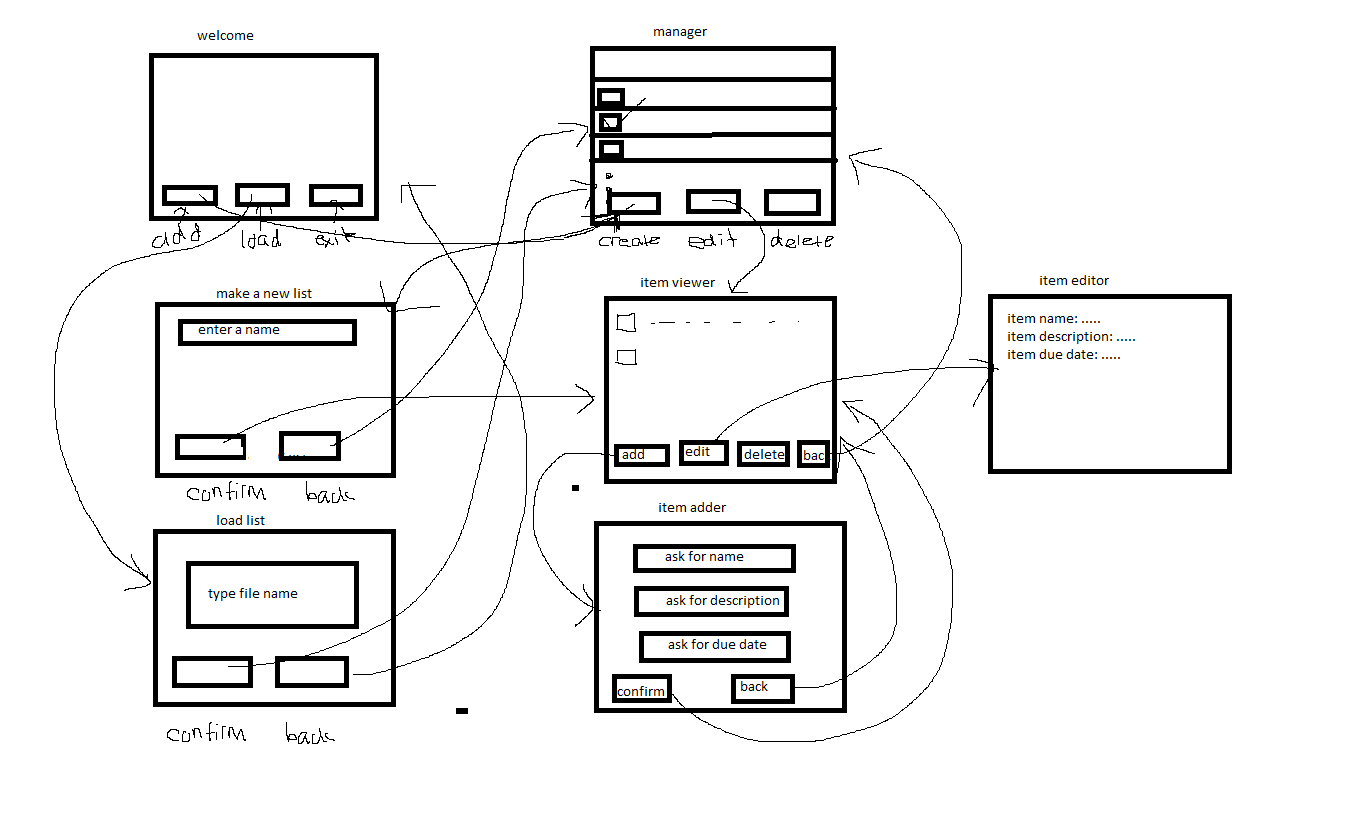 welcome
add load exit
manager
create edit delete
make a new list
enter a name
confirm back
item viewer
add edit delete bac
item editor
item name: .....
item description: .....
item due date: .....
load list
type file name
confirm back
item adder
ask for name
ask for description
ask for due date
confirm back